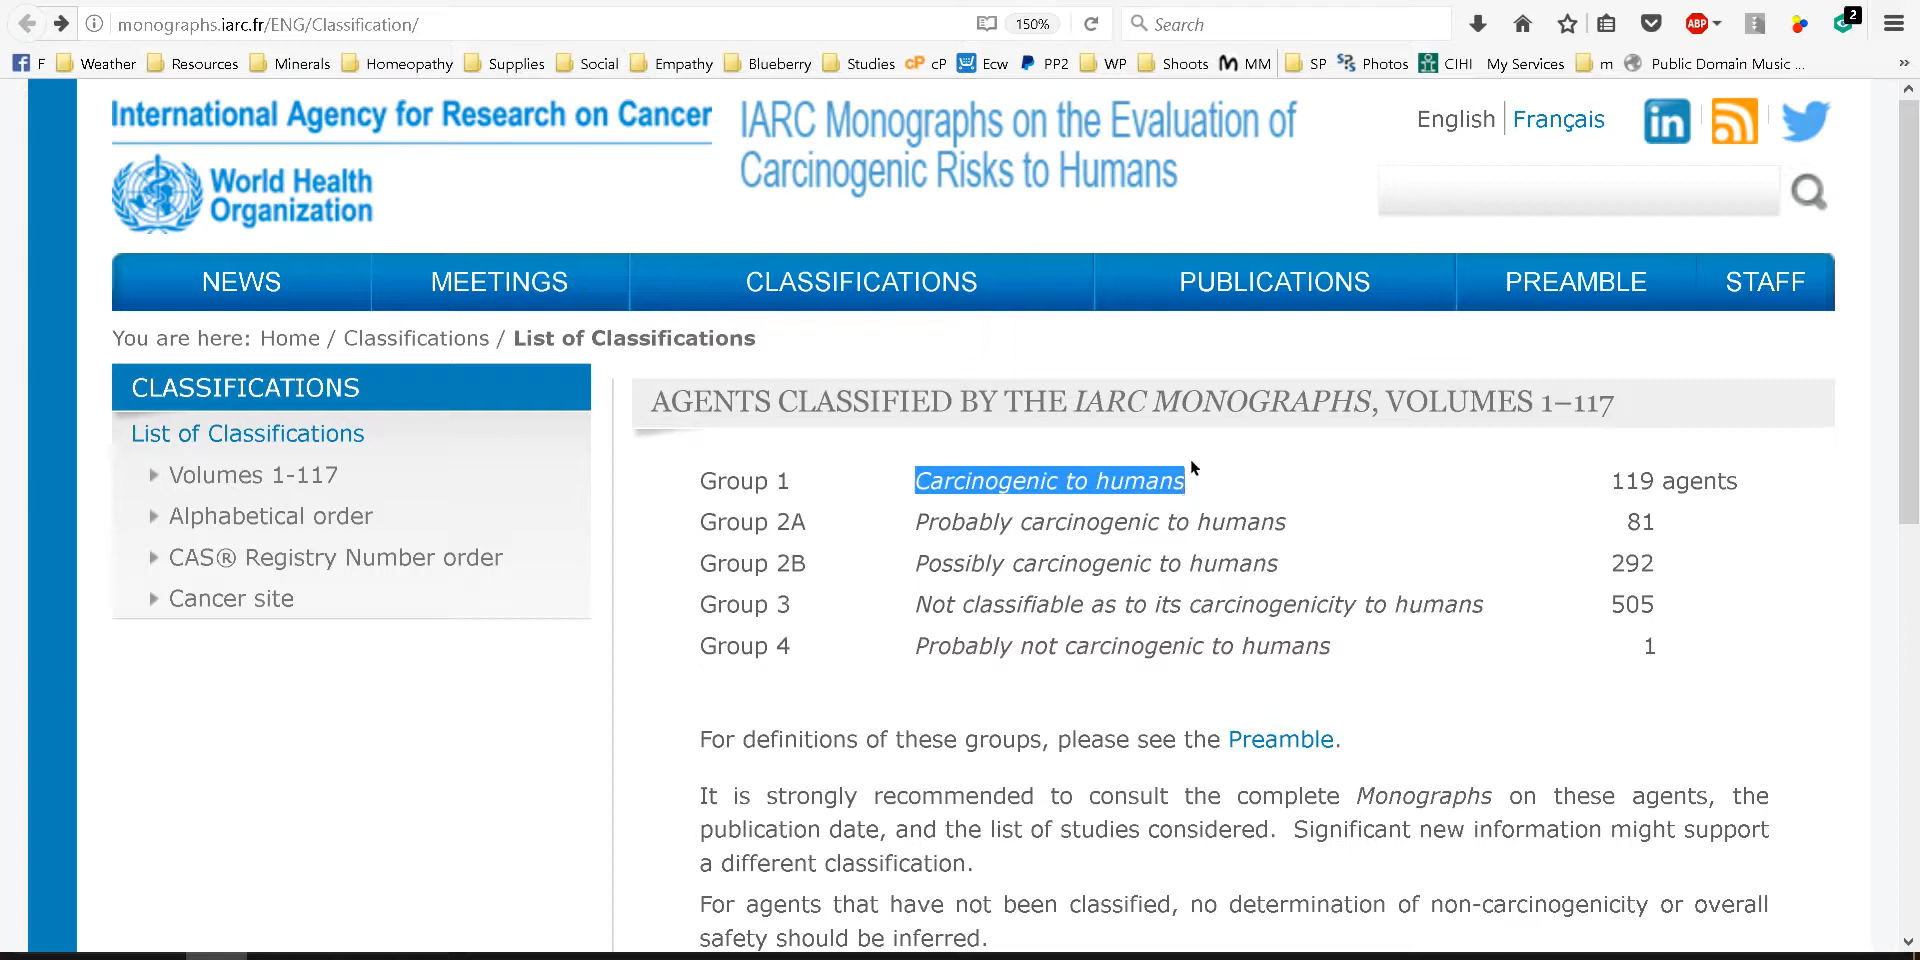 monographs.iarc.fr/ENG/Classification/
150%
Search
ABP
2
F
Weather
Resources
Minerals
Homeopathy
Supplies
Social
Empathy
Blueberry
Studies
cP cP
Ecw
PP2
WP
Shoots
MM
SP
Photos
CIHI
My Services
m
Public Domain Music ...
International Agency for Research on Cancer
World Health
Organization
IARC Monographs on the Evaluation of
Carcinogenic Risks to Humans
English Français
in
NEWS MEETINGS CLASSIFICATIONS PUBLICATIONS PREAMBLE STAFF
You are here: Home / Classifications / List of Classifications
CLASSIFICATIONS
List of Classifications
Volumes 1-117
Alphabetical order
CAS® Registry Number order
Cancer site
AGENTS CLASSIFIED BY THE IARC MONOGRAPHS, VOLUMES 1–117
Group 1 Carcinogenic to humans 119 agents
Group 2A Probably carcinogenic to humans 81
Group 2B Possibly carcinogenic to humans 292
Group 3 Not classifiable as to its carcinogenicity to humans 505
Group 4 Probably not carcinogenic to humans 1
For definitions of these groups, please see the Preamble.
It is strongly recommended to consult the complete Monographs on these agents, the
publication date, and the list of studies considered. Significant new information might support
a different classification.
For agents that have not been classified, no determination of non-carcinogenicity or overall
safety should be inferred.